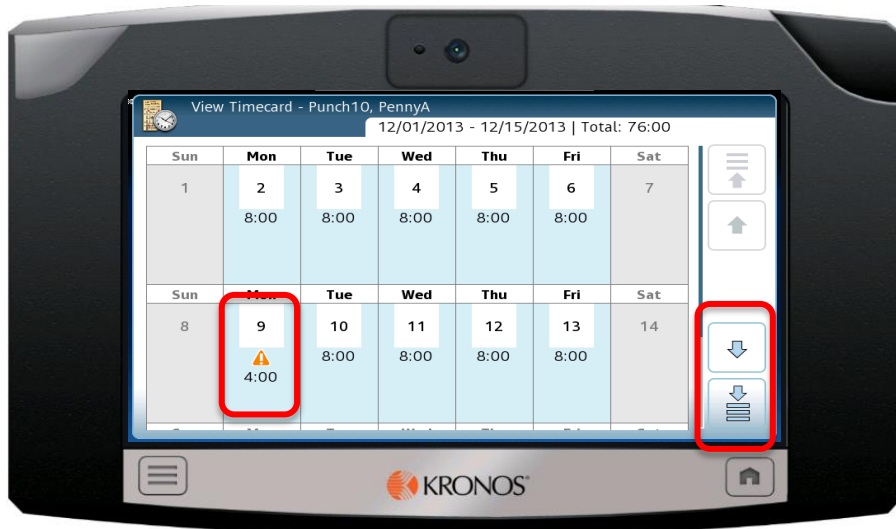 View Timecard - Punch10, PennyA
12/01/2013 - 12/15/2013 | Total: 76:00
Sun Mon Tue Wed Thu Fri Sat
1 2 3 4 5 6 7
8:00 8:00 8:00 8:00 8:00
Sun Mon Tue Wed Thu Fri Sat
8 9 10 11 12 13 14
8:00 8:00 8:00 8:00
4:00
KRONOS